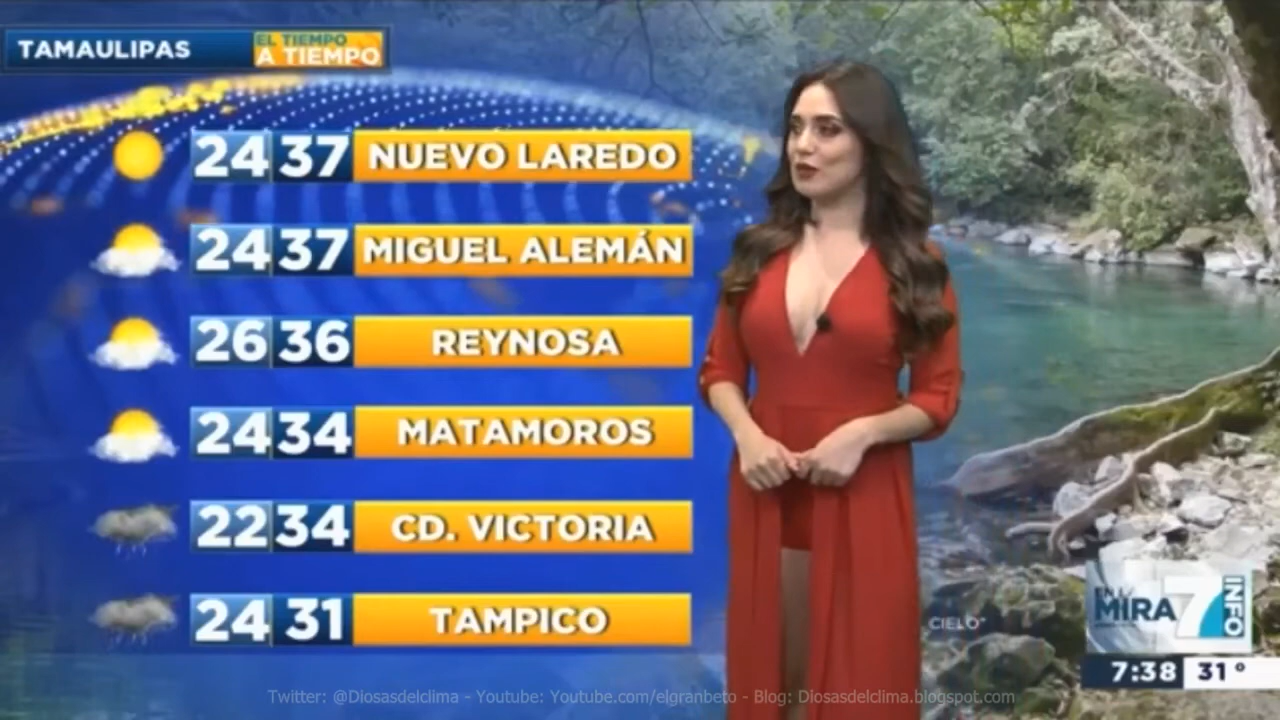 TAMAULIPAS
EL TIEMPO
A TIEMPO
24 37 NUEVO LAREDO
24 37 MIGUEL ALEMÁN
26 36 REYNOSA
24 34 MATAMOROS
22 34 CD. VICTORIA
24 31 TAMPICO
CIELO"
EN LA
MIRA 7 INFO
7:38 31°
Twitter: @Diosasdelclima - Youtube: Youtube.com/elgranbeto - Blog: Diosasdelclima.blogspot.com